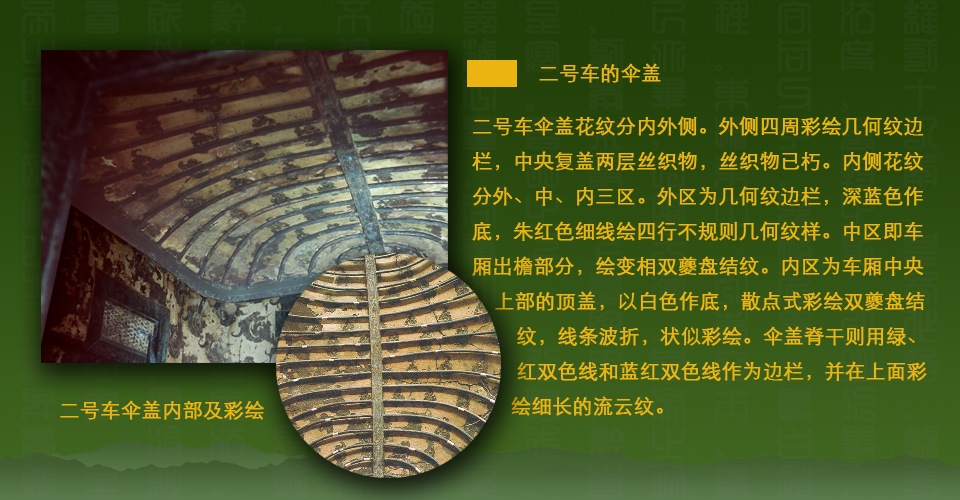 二号车的伞盖
二号车伞盖花纹分内外侧。外侧四周彩绘几何纹边
栏，中央复盖两层丝织物，丝织物已朽。内侧花纹
分外、中、内三区。外区为几何纹边栏，深蓝色作
底，朱红色细线绘四行不规则几何纹样。中区即车
厢出檐部分，绘变相双夔盘结纹。内区为车厢中央
上部的顶盖，以白色作底，散点式彩绘双夔盘结
纹，线条波折，状似彩绘。伞盖脊干则用绿、
红双色线和蓝红双色线作为边栏，并在上面彩
绘细长的流云纹。
二号车伞盖内部及彩绘